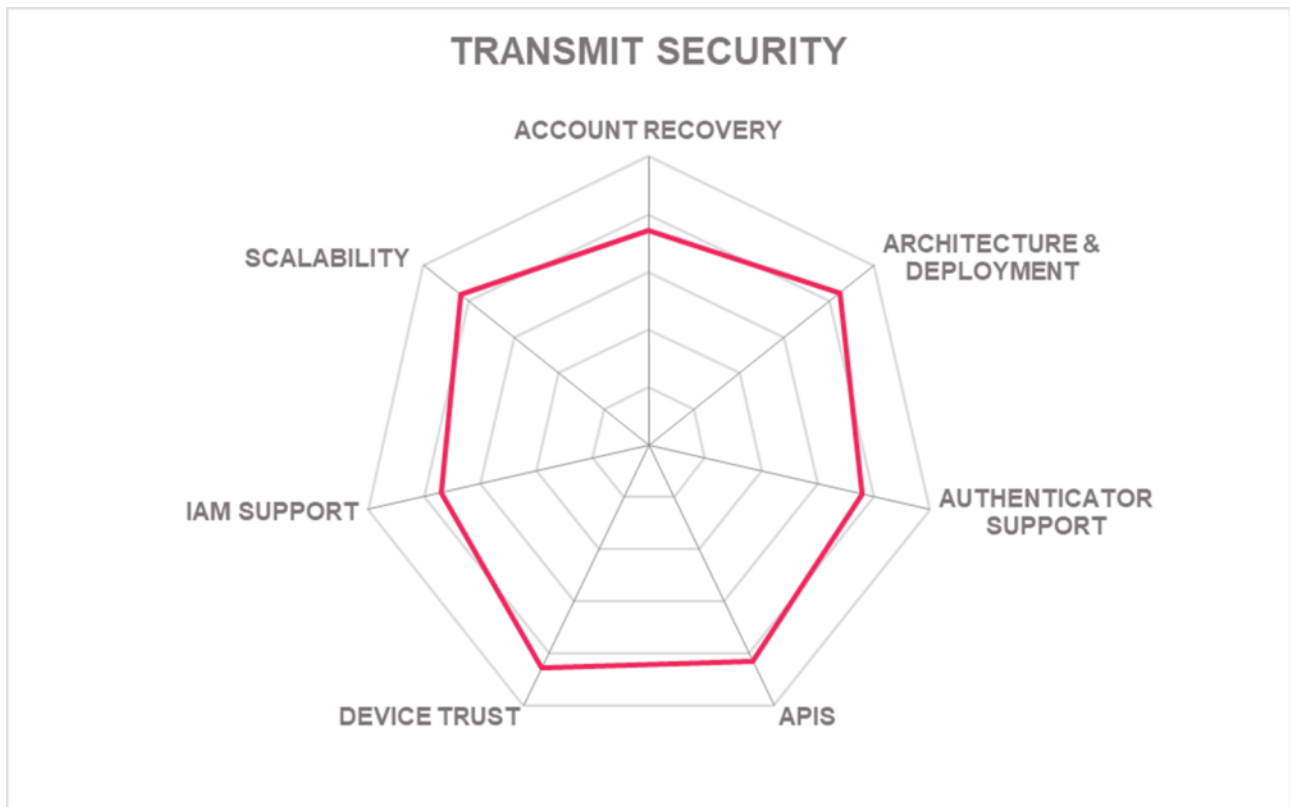 TRANSMIT SECURITY
ACCOUNT RECOVERY
ARCHITECTURE &
DEPLOYMENT
AUTHENTICATOR
SUPPORT
APIS
DEVICE TRUST
IAM SUPPORT
SCALABILITY